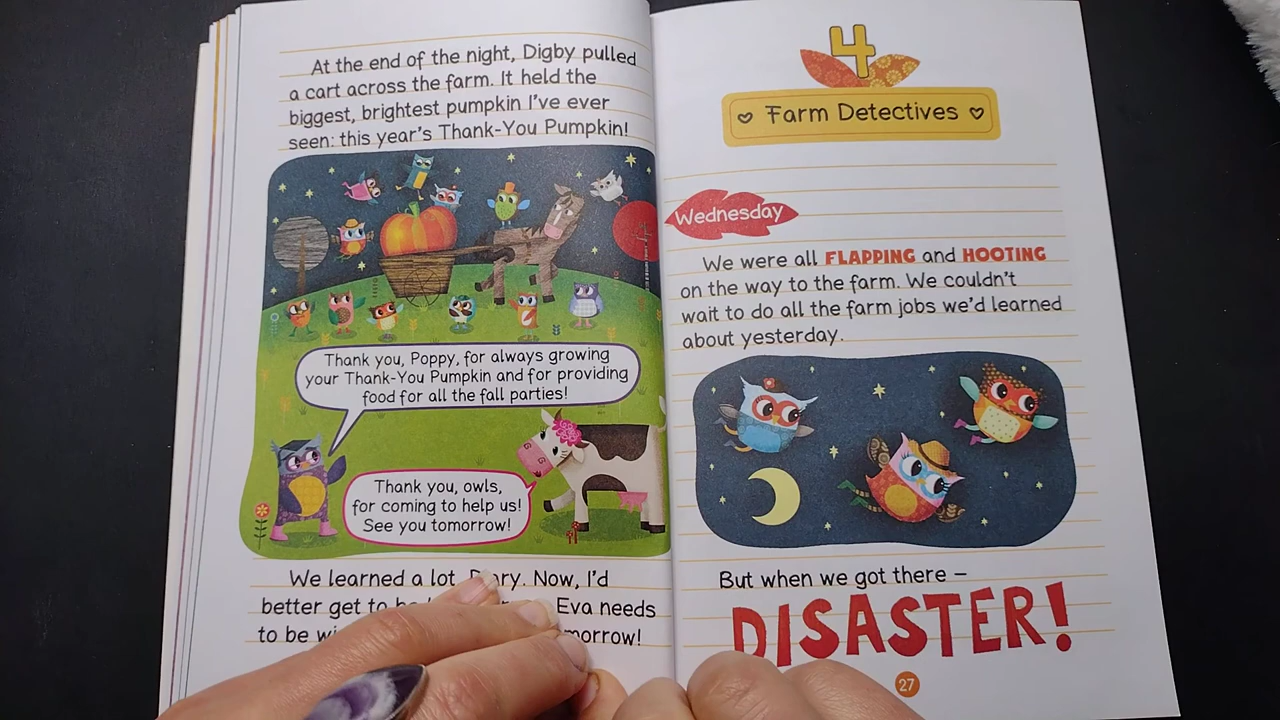 At the end of the night, Digby pulled
a cart across the farm. It held the
biggest, brightest pumpkin I've ever
seen: this year's Thank-You Pumpkin!
Thank you, Poppy, for always growing
your Thank-You Pumpkin and for providing
food for all the fall parties!
Thank you, owls,
for coming to help us!
See you tomorrow!
We learned a lot, Now, I'd
better get to Eva needs
to be
4
Farm Detectives
Wednesday
We were all FLAPPING and HOOTING
on the way to the farm. We couldn't
wait to do all the farm jobs we'd learned
about yesterday.
But when we got there –
DISASTER!
27